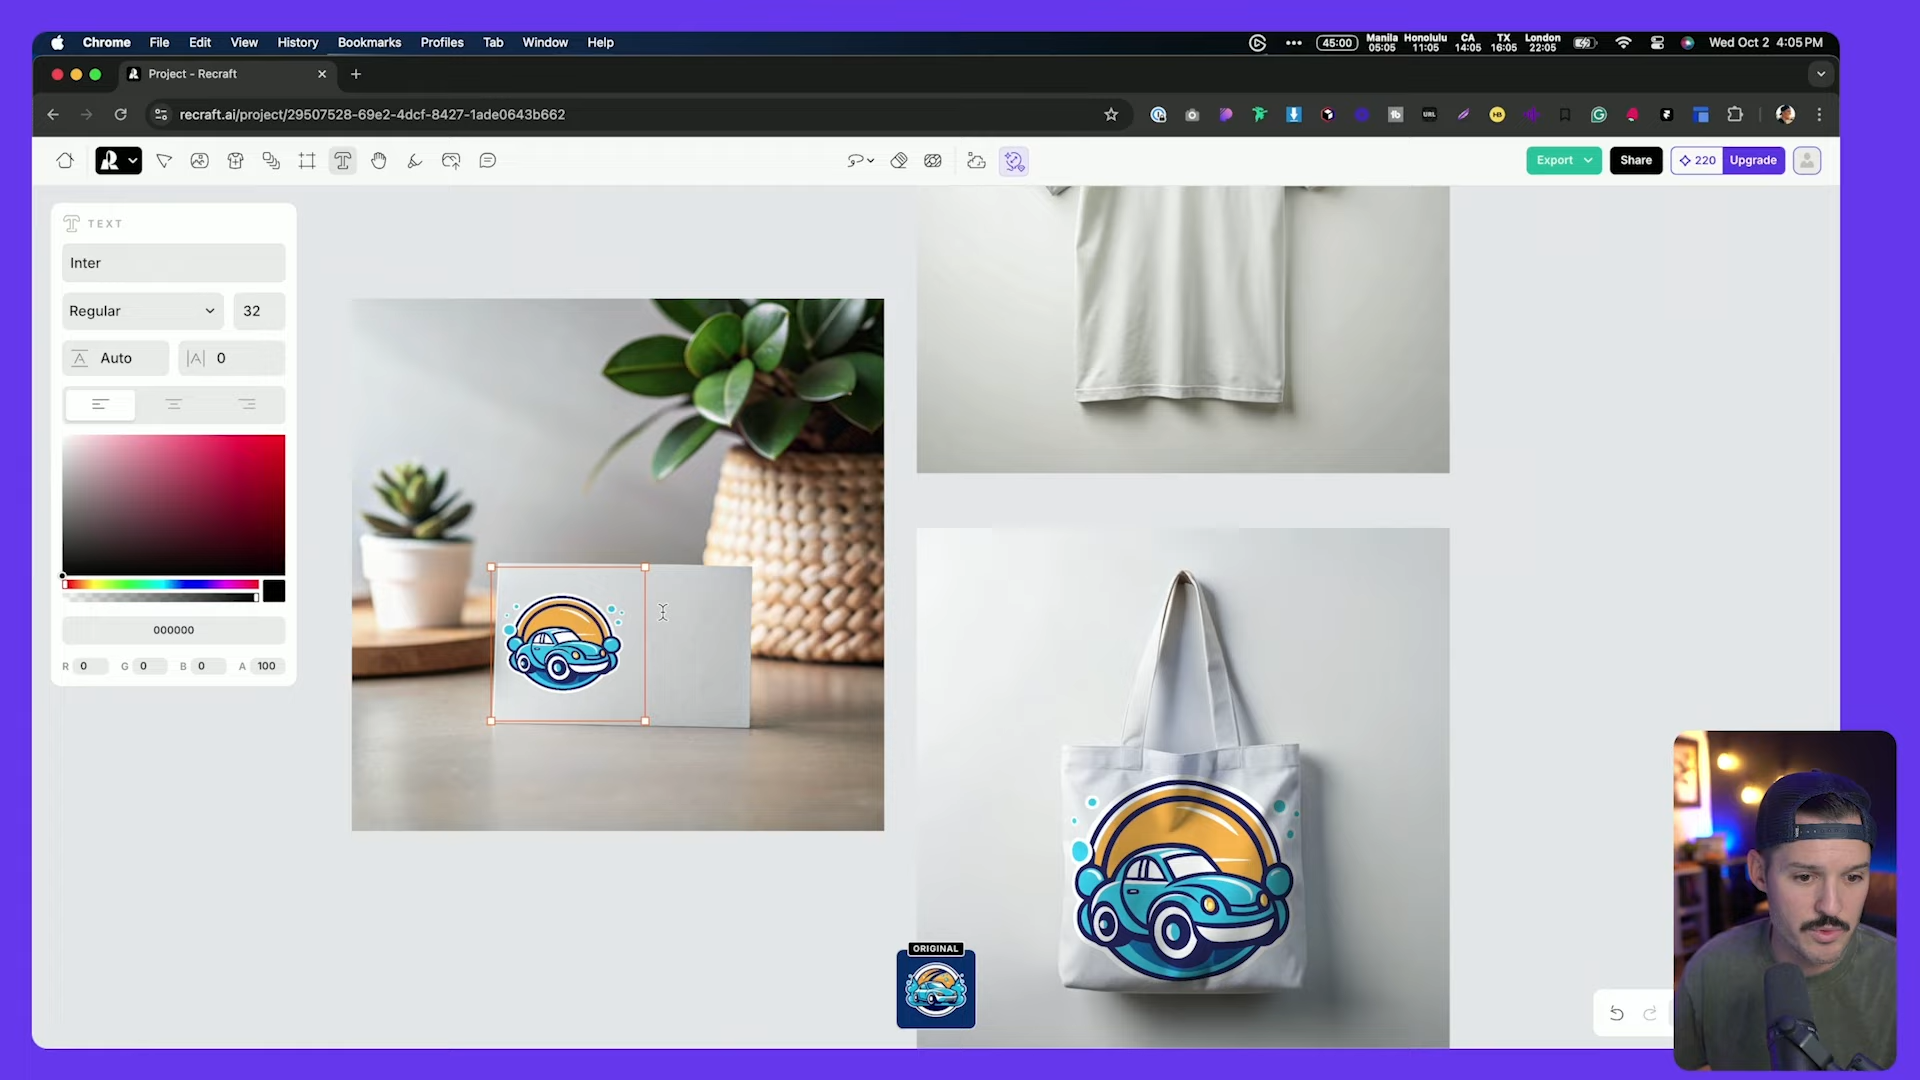 Chrome File Edit View History Bookmarks Profiles Tab Window Help
45:00 Manila 05:05 Honolulu 11:05 CA 14:05 TX 16:05 London 22:05 Wed Oct 2 4:05 PM
Project - Recraft
recraft.ai/project/29507528-69e2-4dcf-8427-1ade0643b662
Export Share 220 Upgrade
TEXT
Inter
Regular 32
Auto 0
000000
R 0 G 0 B 0 A 100
ORIGINAL